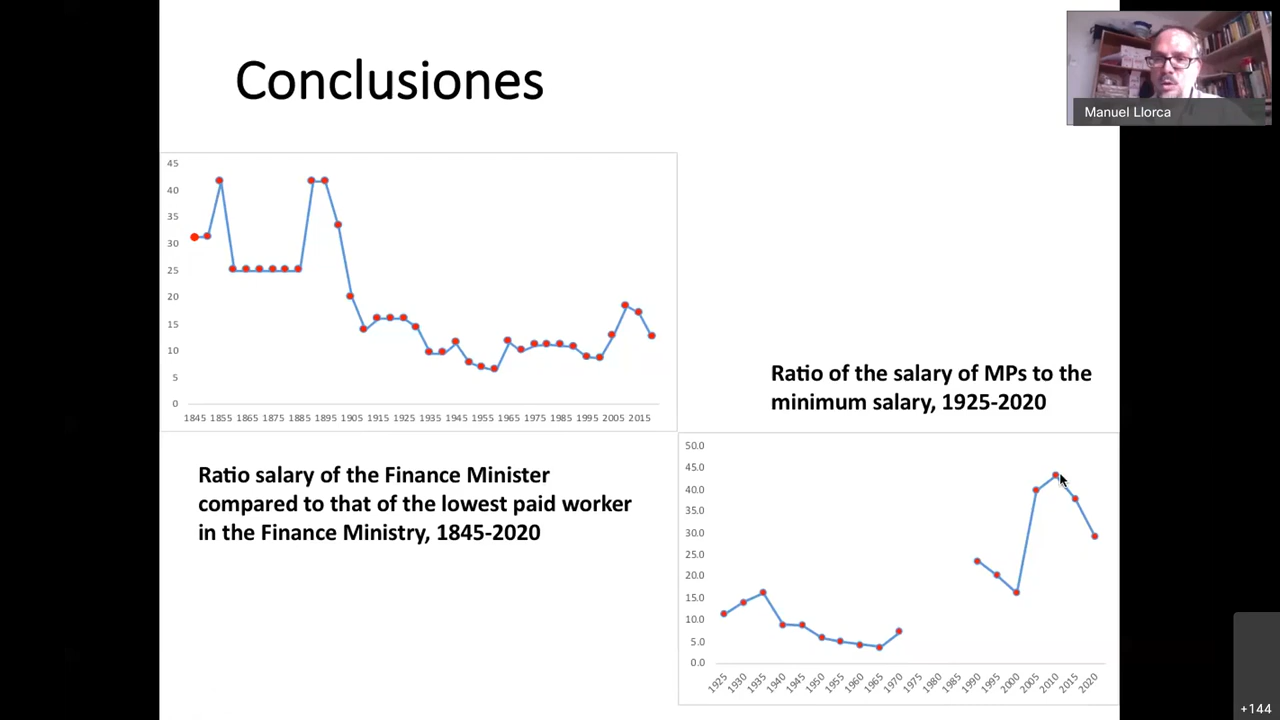 Conclusiones
Manuel Llorca
45
40
35
30
25
20
15
10
5
0
1845 1855 1865 1875 1885 1895 1905 1915 1925 1935 1945 1955 1965 1975 1985 1995 2005 2015
Ratio salary of the Finance Minister
compared to that of the lowest paid worker
in the Finance Ministry, 1845-2020
Ratio of the salary of MPs to the
minimum salary, 1925-2020
50.0
45.0
40.0
35.0
30.0
25.0
20.0
15.0
10.0
5.0
0.0
1925 1930 1935 1940 1945 1950 1955 1960 1965 1970 1975 1980 1985 1990 1995 2000 2005 2010 2015 2020
+144